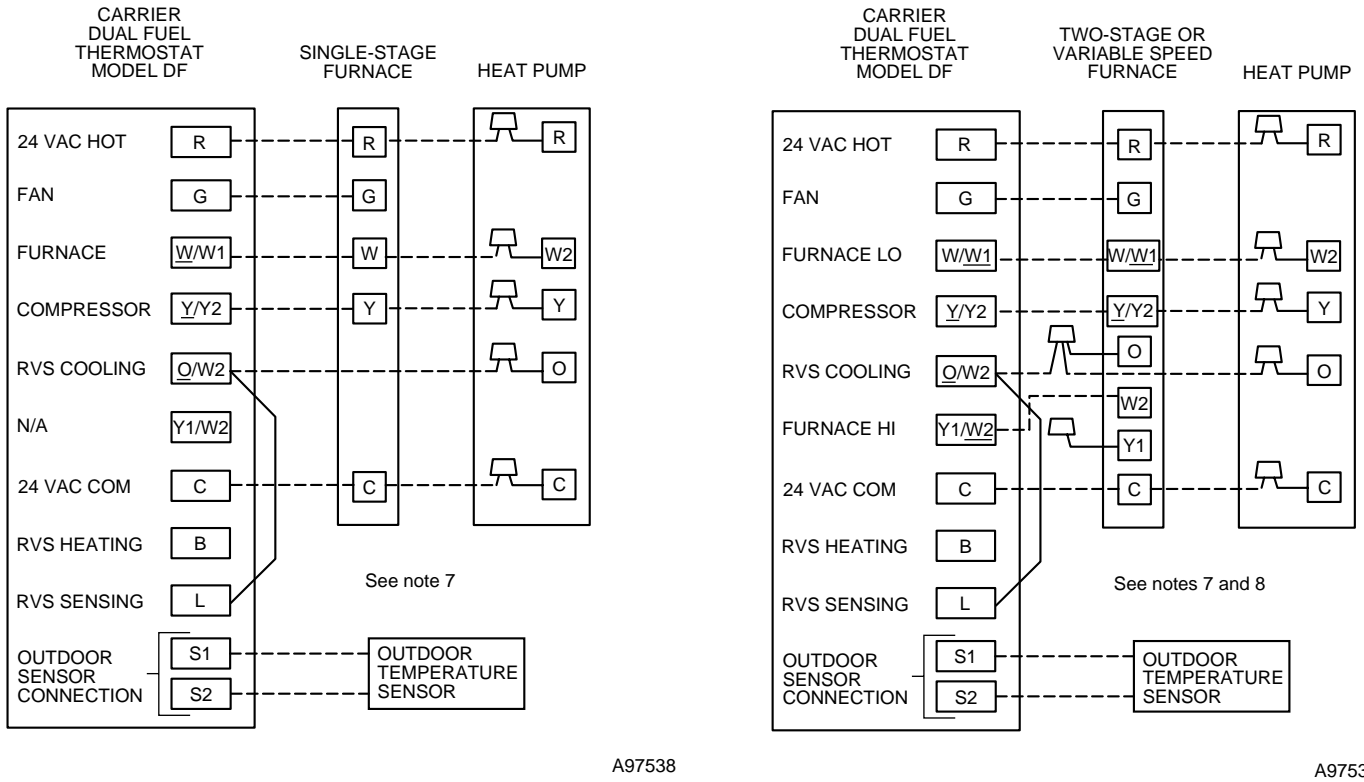 CARRIER
DUAL FUEL
THERMOSTAT
MODEL DF
SINGLE-STAGE
FURNACE
HEAT PUMP
24 VAC HOT R R R
FAN G G
FURNACE W/W1 W W2
COMPRESSOR Y/Y2 Y Y
RVS COOLING O/W2 O
N/A Y1/W2
24 VAC COM C C C
RVS HEATING B
RVS SENSING L
See note 7
OUTDOOR
SENSOR
CONNECTION
S1
S2
OUTDOOR
TEMPERATURE
SENSOR
A97538
CARRIER
DUAL FUEL
THERMOSTAT
MODEL DF
TWO-STAGE OR
VARIABLE SPEED
FURNACE
HEAT PUMP
24 VAC HOT R R R
FAN G G
FURNACE LO W/W1 W/W1 W2
COMPRESSOR Y/Y2 Y/Y2 Y
RVS COOLING O/W2 O O
W2
FURNACE HI Y1/W2 Y1
24 VAC COM C C C
RVS HEATING B
RVS SENSING L
See notes 7 and 8
OUTDOOR
SENSOR
CONNECTION
S1
S2
OUTDOOR
TEMPERATURE
SENSOR